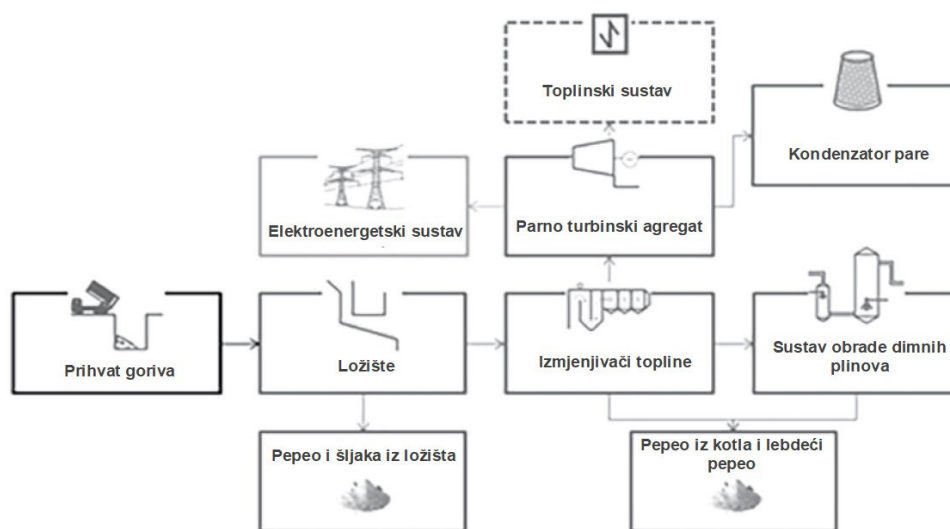 Toplinski sustav
Kondenzator pare
Elektroenergetski sustav
Parno turbinski agregat
Prihvat goriva
Ložište
Izmjenjivači topline
Sustav obrade dimnih
plinova
Pepeo i šljaka iz ložišta
Pepeo iz kotla i lebdeći
pepeo